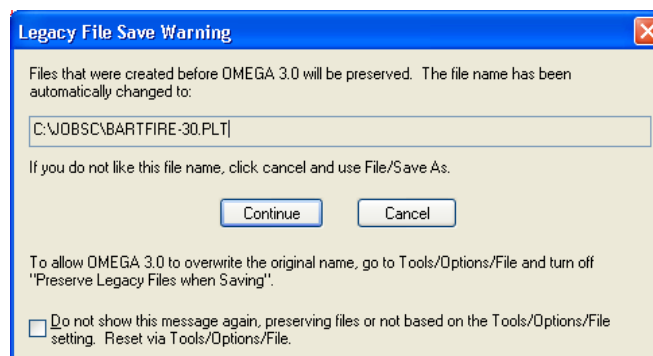 Legacy File Save Warning
Files that were created before OMEGA 3.0 will be preserved. The file name has been
automatically changed to:
C:\JOBSC\BARTFIRE-30.PLT
If you do not like this file name, click cancel and use File/Save As.
Continue Cancel
To allow OMEGA 3.0 to overwrite the original name, go to Tools/Options/File and turn off
"Preserve Legacy Files when Saving".
Do not show this message again, preserving files or not based on the Tools/Options/File
setting. Reset via Tools/Options/File.